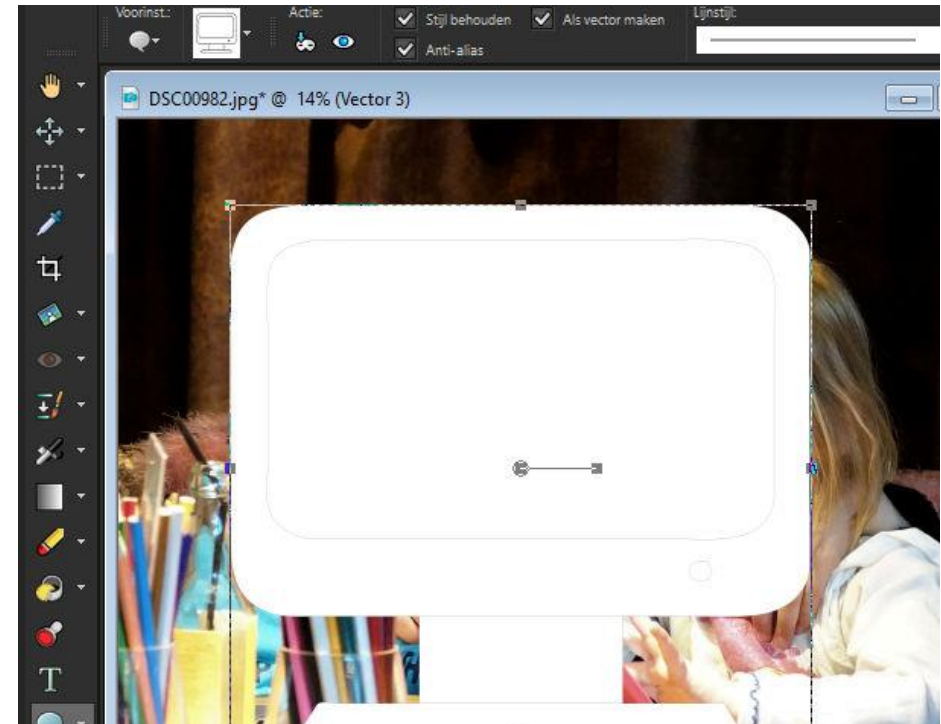 Voorinst.:
Actie:
Stijl behouden
Als vector maken
Lijnstijl:
Anti-alias
DSC00982.jpg* @ 14% (Vector 3)
T